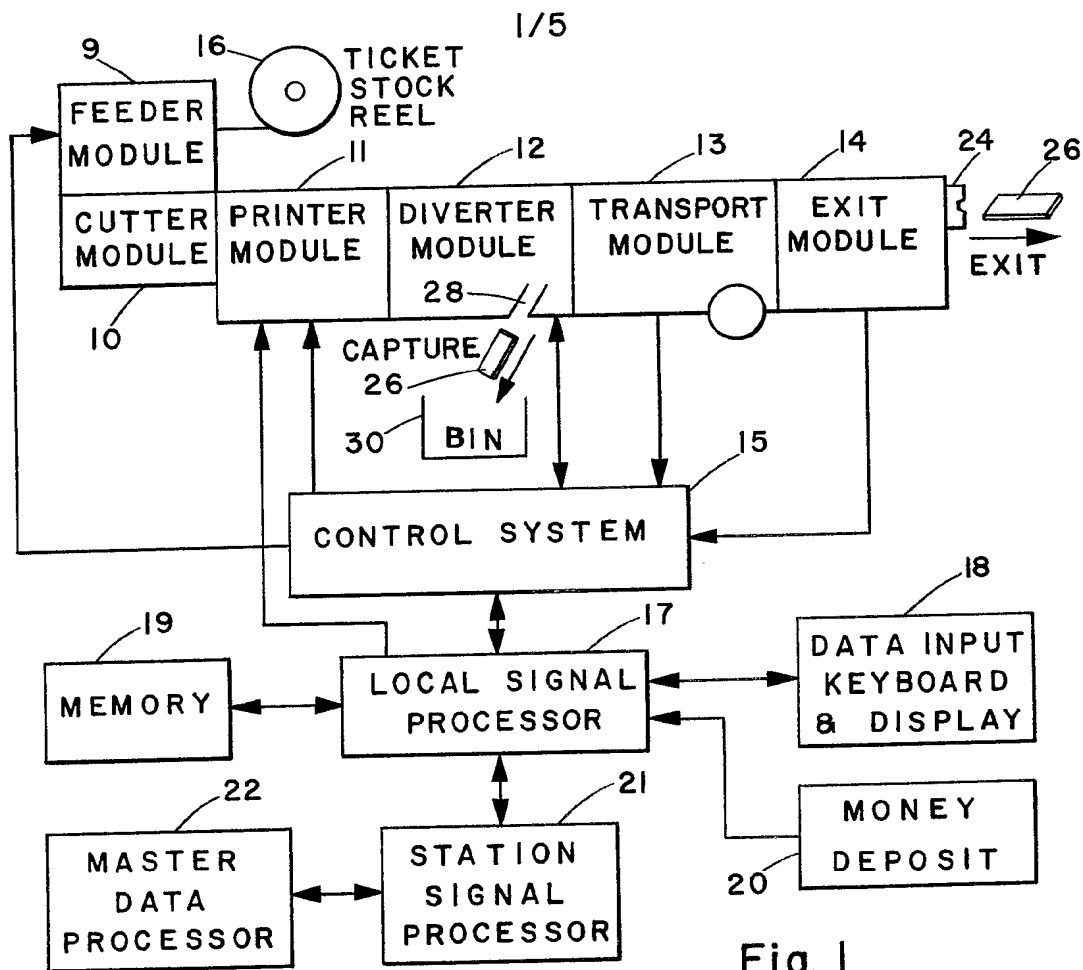 1/5
9
16
TICKET
STOCK
REEL
FEEDER
MODULE
11
12
13
14
24
26
CUTTER
MODULE
PRINTER
MODULE
DIVERTER
MODULE
TRANSPORT
MODULE
EXIT
MODULE
EXIT
10
28
CAPTURE
26
30
BIN
15
CONTROL SYSTEM
19
17
18
MEMORY
LOCAL SIGNAL
PROCESSOR
DATA INPUT
KEYBOARD
& DISPLAY
22
21
MASTER
DATA
PROCESSOR
STATION
SIGNAL
PROCESSOR
MONEY
DEPOSIT
20
Fig. 1